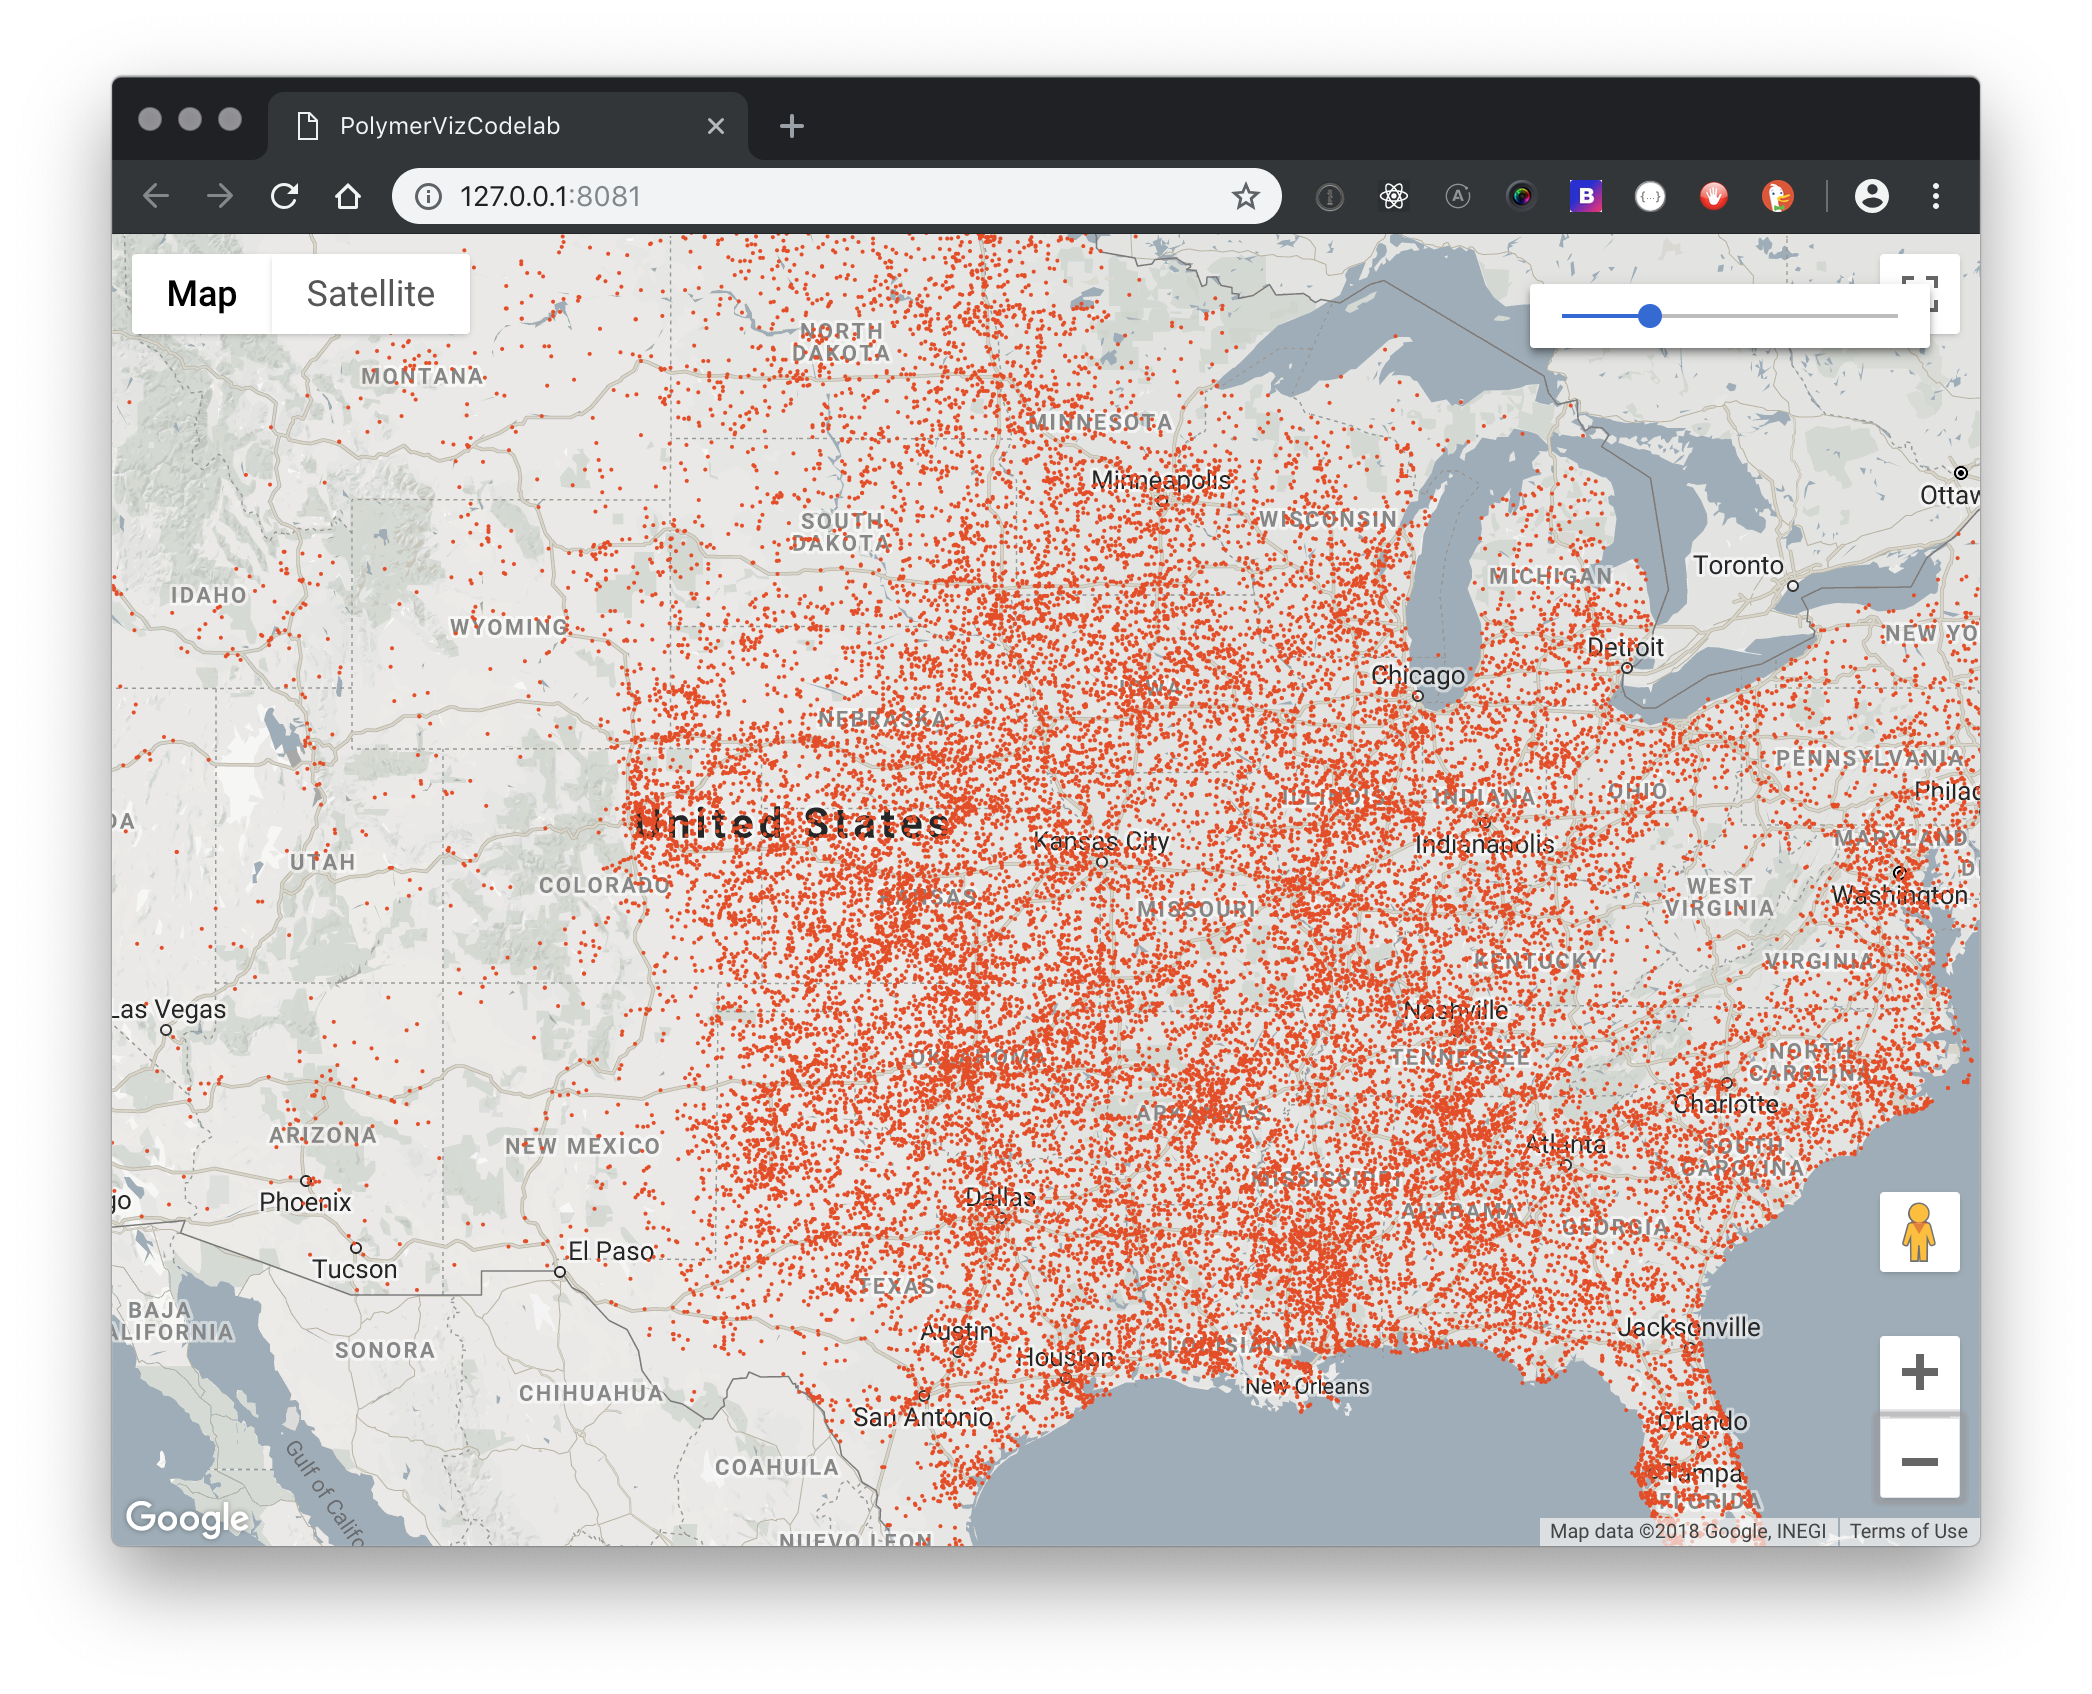 PolymerVizCodelab
127.0.0.1:8081
B
Map
Satellite
NORTH
DAKOTA
MONTANA
MINNESOTA
Minneapolis
Ottaw
SOUTH
DAKOTA
WISCONSIN
Toronto
MICHIGAN
IDAHO
WYOMING
NEW YO
Detroit
Chicago
IOWA
NEBRASKA
PENNSYLVANIA
Philad
ILLINOIS
INDIANA
OHIO
DA
United States
Kansas City
Indianapolis
MARYLAND
UTAH
COLORADO
KANSAS
MISSOURI
WEST
VIRGINIA
Washington
KENTUCKY
VIRGINIA
Las Vegas
Nashville
OKLAHOMA
TENNESSEE
NORTH
CAROLINA
ARKANSAS
Charlotte
ARIZONA
NEW MEXICO
Atlanta
SOUTH
CAROLINA
MISSISSIPPI
Phoenix
go
Dallas
ALABAMA
GEORGIA
El Paso
Tucson
TEXAS
BAJA
ALIFORNIA
SONORA
Austin
Houston
LOUISIANA
Jacksonville
CHIHUAHUA
New Orleans
San Antonio
Orlando
COAHUILA
Tampa
Gulf of Califo
FLORIDA
NUEVO LEON
Google
Map data ©2018 Google, INEGI
Terms of Use